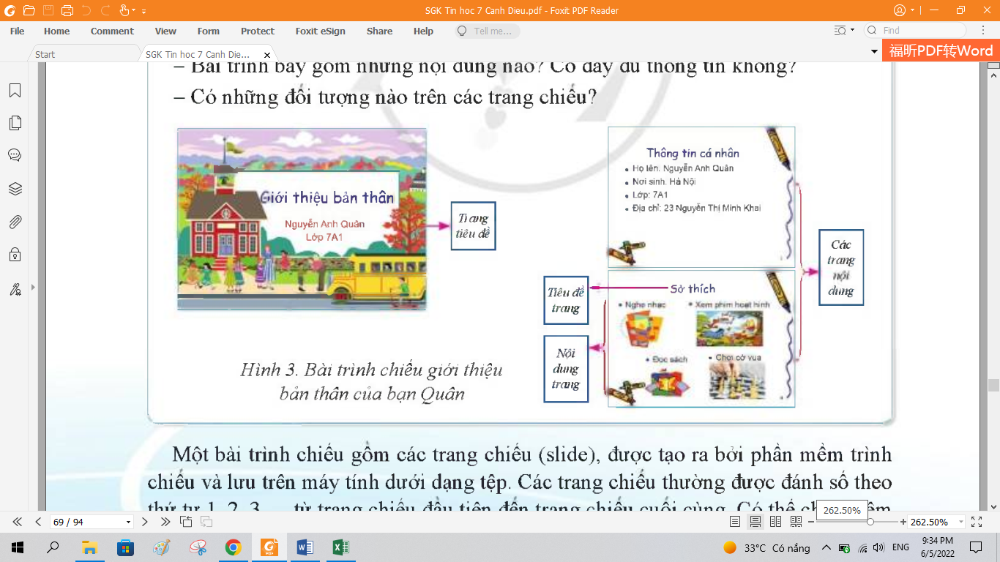 SGK Tin hoc 7 Canh Dieu.pdf - Foxit PDF Reader
File Home Comment View Form Protect Foxit eSign Share Help Tell me... Find
Start SGK Tin hoc 7 Canh Die... 福昕PDF转Word
– Bài trình bày gồm những nội dung nào? Có đầy đủ thông tin không?
– Có những đối tượng nào trên các trang chiếu?
Giới thiệu bản thân
Nguyễn Anh Quân
Lớp 7A1
Trang
tiêu đề
Thông tin cá nhân
Họ tên. Nguyễn Anh Quân
Nơi sinh. Hà Nội
Lớp: 7A1
Địa chỉ: 23 Nguyễn Thị Minh Khai
Các
trang
nội
dung
Tiêu đề
trang
Sở thích
Nghe nhạc
Xem phim hoạt hình
Đọc sách
Chơi cờ vua
Nội
dung
trang
Hình 3. Bài trình chiếu giới thiệu
bản thân của bạn Quân
Một bài trình chiếu gồm các trang chiếu (slide), được tạo ra bởi phần mềm trình
chiếu và lưu trên máy tính dưới dạng tệp. Các trang chiếu thường được đánh số theo
thứ tự 1, 2, 3, ... từ trang chiếu đầu tiên đến trang chiếu cuối cùng. Có thể
262.50%
69 / 94
262.50%
33°C Có nắng ENG 9:34 PM
6/5/2022